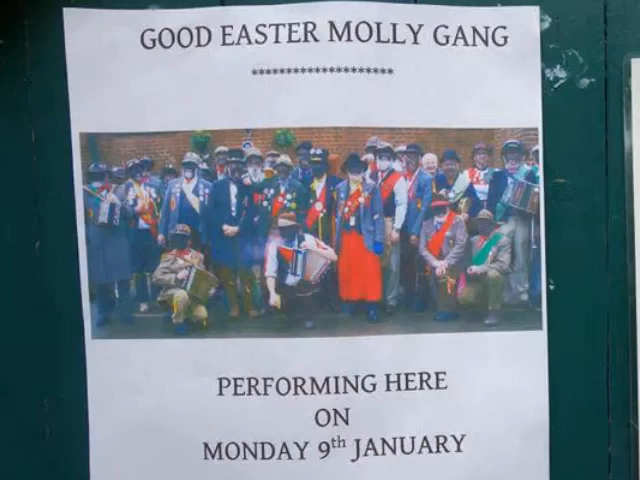 GOOD EASTER MOLLY GANG
********************
PERFORMING HERE
ON
MONDAY 9th JANUARY